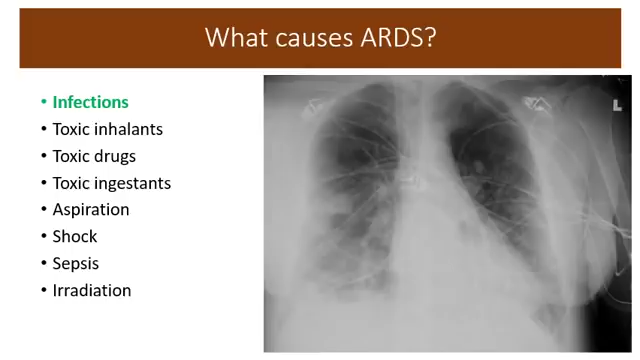 What causes ARDS?
• Infections
• Toxic inhalants
• Toxic drugs
• Toxic ingestants
• Aspiration
• Shock
• Sepsis
• Irradiation
L